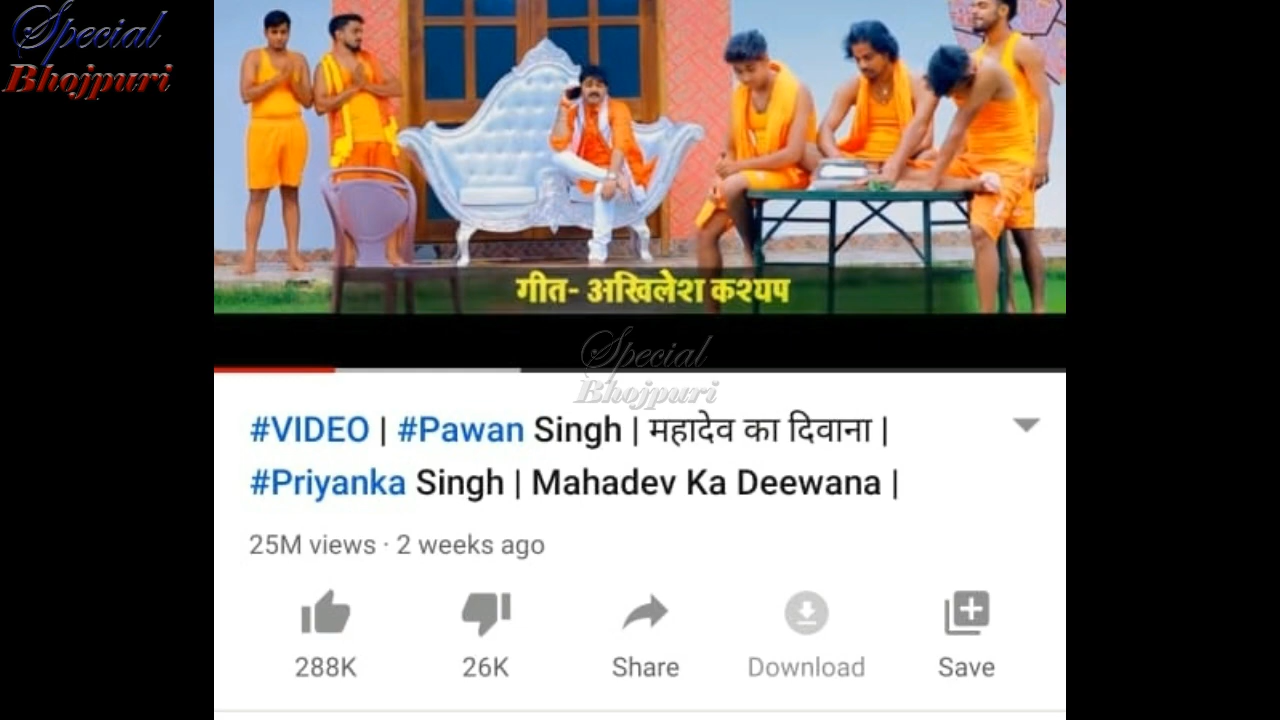 Special
Bhojpuri
गीत- अखिलेश कश्यप
Special
Bhojpuri
#VIDEO | #Pawan Singh | महादेव का दिवाना |
#Priyanka Singh | Mahadev Ka Deewana |
25M views · 2 weeks ago
288K 26K Share Download Save